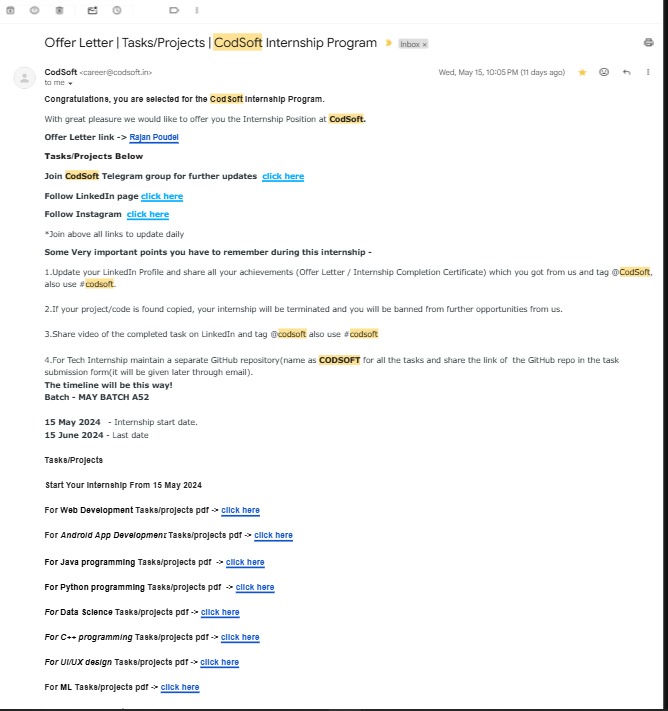 Offer Letter | Tasks/Projects | CodSoft Internship Program Inbox ×
CodSoft <career@codsoft.in> Wed, May 15, 10:05 PM (11 days ago)
to me
Congratulations, you are selected for the CodSoft Internship Program.
With great pleasure we would like to offer you the Internship Position at CodSoft.
Offer Letter link -> Rajan Poudel
Tasks/Projects Below
Join CodSoft Telegram group for further updates click here
Follow LinkedIn page click here
Follow Instagram click here
*Join above all links to update daily
Some Very important points you have to remember during this internship -
1.Update your LinkedIn Profile and share all your achievements (Offer Letter / Internship Completion Certificate) which you got from us and tag @CodSoft,
also use #codsoft.
2.If your project/code is found copied, your internship will be terminated and you will be banned from further opportunities from us.
3.Share video of the completed task on LinkedIn and tag @codsoft also use #codsoft
4.For Tech Internship maintain a separate GitHub repository(name as CODSOFT for all the tasks and share the link of the GitHub repo in the task
submission form(it will be given later through email).
The timeline will be this way!
Batch - MAY BATCH A52
15 May 2024 - Internship start date.
15 June 2024 - Last date
Tasks/Projects
Start Your Internship From 15 May 2024
For Web Development Tasks/projects pdf -> click here
For Android App Development Tasks/projects pdf -> click here
For Java programming Tasks/projects pdf -> click here
For Python programming Tasks/projects pdf -> click here
For Data Science Tasks/projects pdf -> click here
For C++ programming Tasks/projects pdf -> click here
For UI/UX design Tasks/projects pdf -> click here
For ML Tasks/projects pdf -> click here